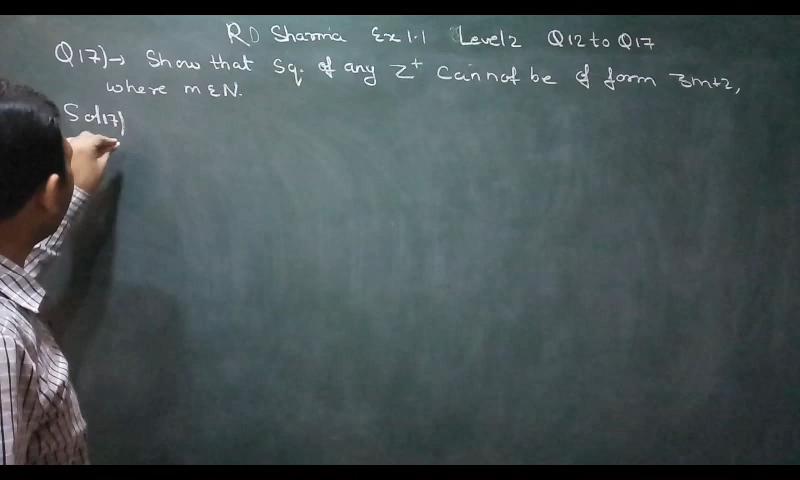 RD Sharma Ex 1.1 Level 2 Q12 to Q17
Q17)→ Show that Sq. of any Z⁺ cannot be of form 3m+2,
where m ∈ N.
Sol17)